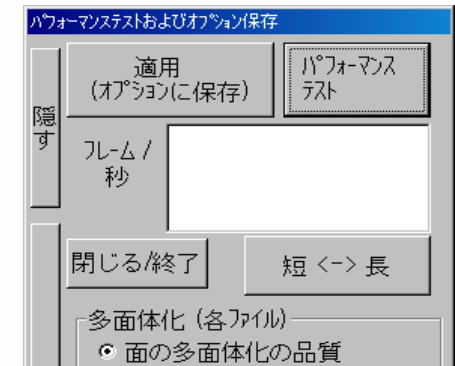 ﾊﾟﾌｫｰﾏﾝｽﾃｽﾄおよびｵﾌﾟｼｮﾝ保存
適用
(ｵﾌﾟｼｮﾝに保存)
ﾊﾟﾌｫｰﾏﾝｽ
ﾃｽﾄ
隠
す
ﾌﾚｰﾑ /
秒
閉じる/終了
短 <-> 長
多面体化 (各ﾌｧｲﾙ)
面の多面体化の品質